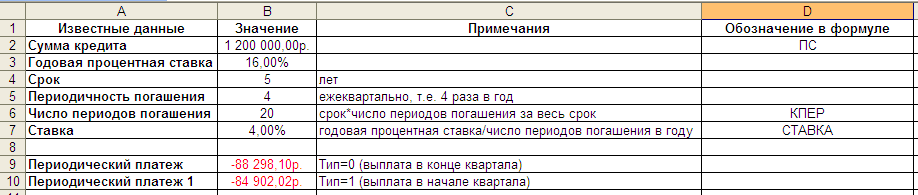 A B C D
1 Известные данные Значение Примечания Обозначение в формуле
2 Сумма кредита 1 200 000,00р. ПС
3 Годовая процентная ставка 16,00%
4 Срок 5 лет
5 Периодичность погашения 4 ежеквартально, т.е. 4 раза в год
6 Число периодов погашения 20 срок*число периодов погашения за весь срок КПЕР
7 Ставка 4,00% годовая процентная ставка/число периодов погашения в году СТАВКА
8
9 Периодический платеж -88 298,10р. Тип=0 (выплата в конце квартала)
10 Периодический платеж 1 -84 902,02р. Тип=1 (выплата в начале квартала)